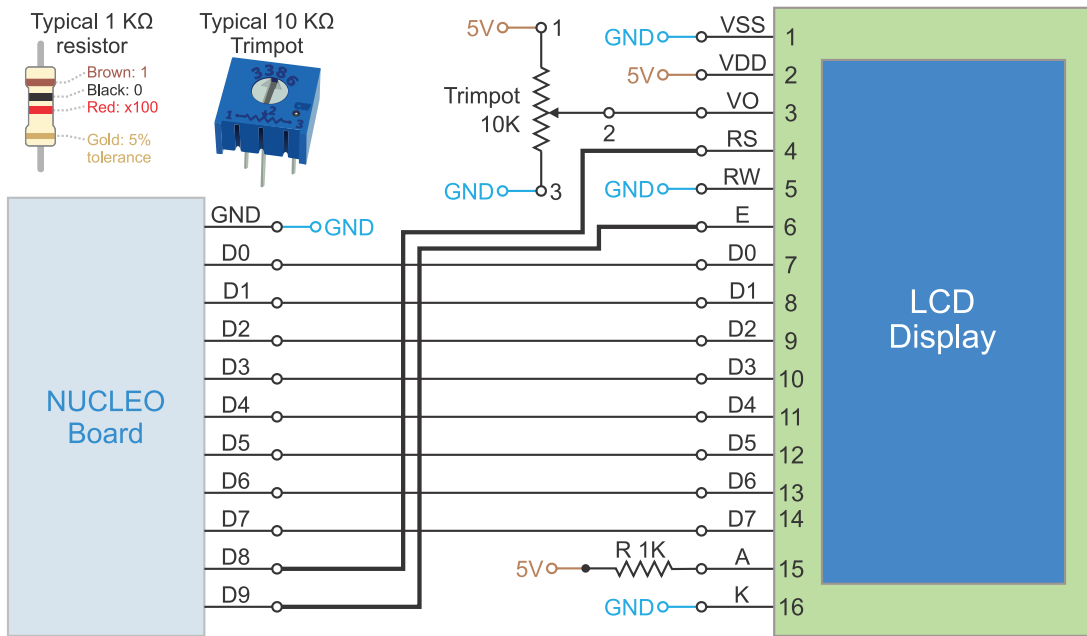 Typical 1 KΩ
resistor
Brown: 1
Black: 0
Red: x100
Gold: 5%
tolerance
Typical 10 KΩ
Trimpot
3386
CW
1
2
3
5V
1
Trimpot
10K
2
GND
3
NUCLEO
Board
GND
GND
D0
D1
D2
D3
D4
D5
D6
D7
D8
D9
GND
VSS
1
5V
VDD
2
VO
3
RS
4
GND
RW
5
E
6
D0
7
D1
8
D2
9
D3
10
D4
11
D5
12
D6
13
D7
14
5V
R 1K
A
15
GND
K
16
LCD
Display